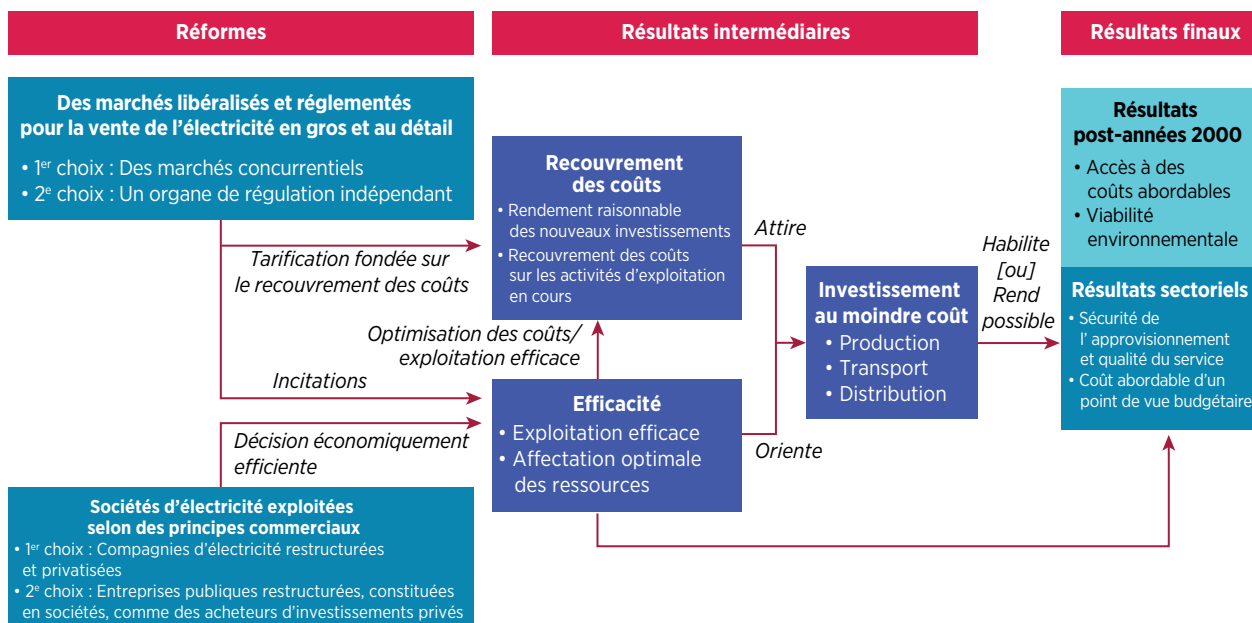 Réformes
Résultats intermédiaires
Résultats finaux
Des marchés libéralisés et réglementés
pour la vente de l'électricité en gros et au détail
• 1er choix : Des marchés concurrentiels
• 2e choix : Un organe de régulation indépendant
Tarification fondée sur
le recouvrement des coûts
Incitations
Décision économiquement
efficiente
Sociétés d'électricité exploitées
selon des principes commerciaux
• 1er choix : Compagnies d'électricité restructurées
et privatisées
• 2e choix : Entreprises publiques restructurées, constituées
en sociétés, comme des acheteurs d'investissements privés
Recouvrement
des coûts
• Rendement raisonnable
des nouveaux investissements
• Recouvrement des coûts
sur les activités d'exploitation
en cours
Optimisation des coûts/
exploitation efficace
Efficacité
• Exploitation efficace
• Affectation optimale
des ressources
Attire
Oriente
Investissement
au moindre coût
• Production
• Transport
• Distribution
Habilite
[ou]
Rend
possible
Résultats
post-années 2000
• Accès à des
coûts abordables
• Viabilité
environnementale
Résultats sectoriels
• Sécurité de
l' approvisionnement
et qualité du service
• Coût abordable d'un
point de vue budgétaire